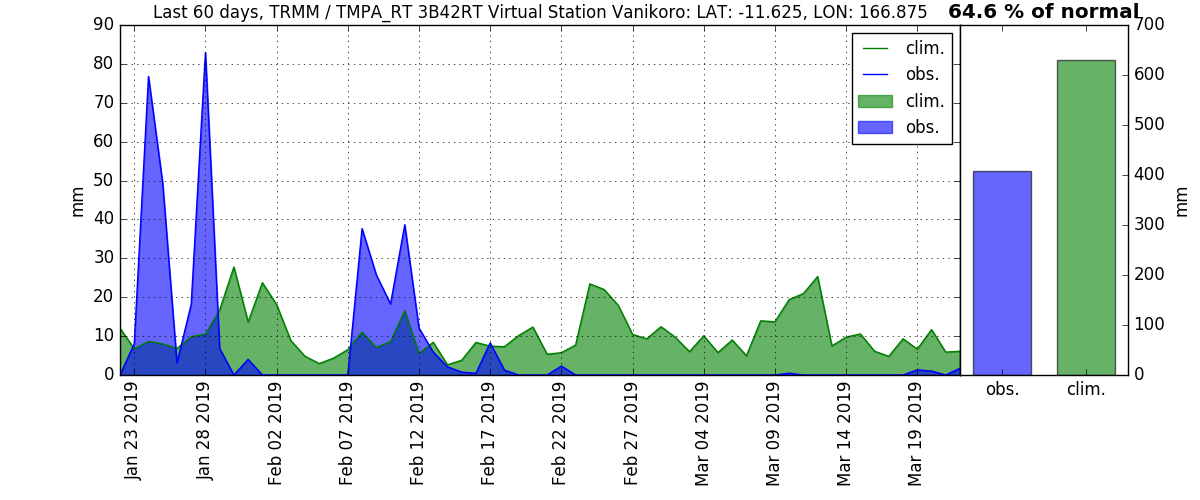 Last 60 days, TRMM / TMPA_RT 3B42RT Virtual Station Vanikoro: LAT: -11.625, LON: 166.875
64.6 % of normal
90
80
70
60
50
40
30
20
10
0
mm
clim.
obs.
clim.
obs.
Jan 23 2019
Jan 28 2019
Feb 02 2019
Feb 07 2019
Feb 12 2019
Feb 17 2019
Feb 22 2019
Feb 27 2019
Mar 04 2019
Mar 09 2019
Mar 14 2019
Mar 19 2019
700
600
500
400
300
200
100
0
mm
obs.
clim.